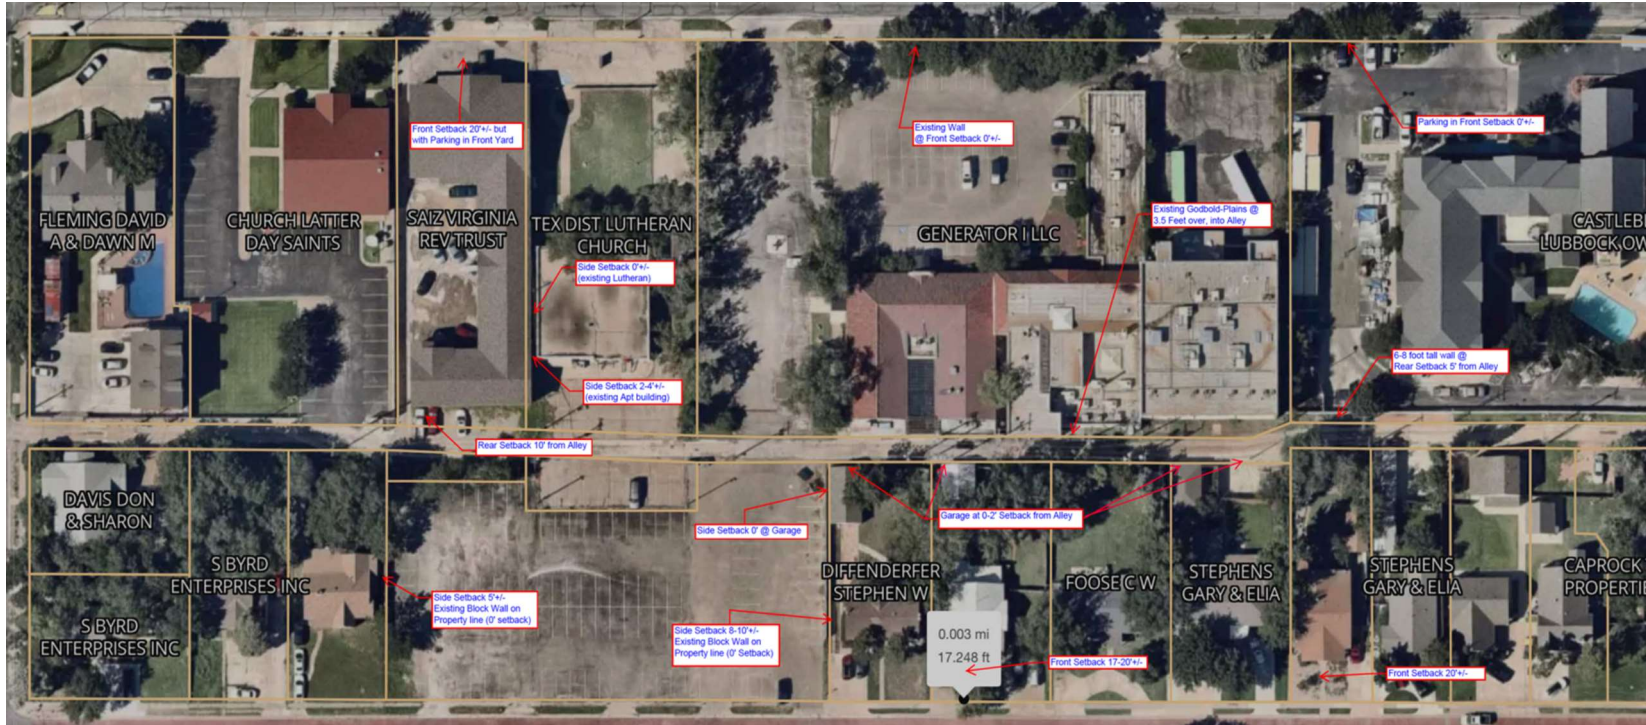 Front Setback 20'+/- but
with Parking in Front Yard
Existing Wall
@ Front Setback 0'+/-
Parking in Front Setback 0'+/-
FLEMING DAVID
A & DAWN M
CHURCH LATTER
DAY SAINTS
SAIZ VIRGINIA
REV TRUST
TEX DIST LUTHERAN
CHURCH
GENERATOR I LLC
Existing Godbold-Plains @
3.5 Feet over, into Alley
CASTLEB
LUBBOCK OW
Side Setback 0'+/-
(existing Lutheran)
6-8 foot tall wall @
Rear Setback 5' from Alley
Side Setback 2-4'+/-
(existing Apt building)
Rear Setback 10' from Alley
DAVIS DON
& SHARON
Side Setback 0' @ Garage
Garage at 0-2' Setback from Alley
S BYRD
ENTERPRISES INC
DIFFENDERFER
STEPHEN W
FOOSE C W
STEPHENS
GARY & ELIA
STEPHENS
GARY & ELIA
CAPROCK
PROPERTIE
Side Setback 5'+/-
Existing Block Wall on
Property line (0' setback)
S BYRD
ENTERPRISES INC
Side Setback 8-10'+/-
Existing Block Wall on
Property line (0' Setback)
0.003 mi
17.248 ft
Front Setback 17-20'+/-
Front Setback 20'+/-